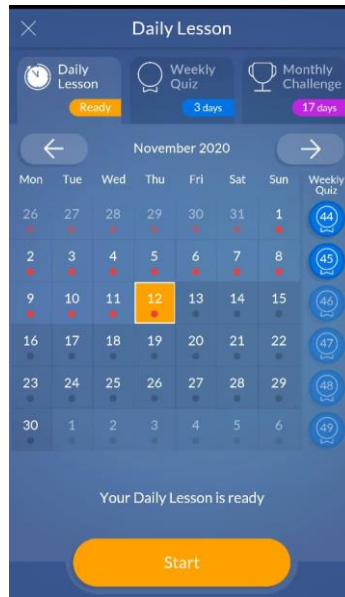 Daily Lesson
Daily Lesson
Ready
Weekly Quiz
3 days
Monthly Challenge
17 days
November 2020
Mon Tue Wed Thu Fri Sat Sun Weekly Quiz
26 27 28 29 30 31 1 44
2 3 4 5 6 7 8 45
9 10 11 12 13 14 15 46
16 17 18 19 20 21 22 47
23 24 25 26 27 28 29 48
30 1 2 3 4 5 6 49
Your Daily Lesson is ready
Start